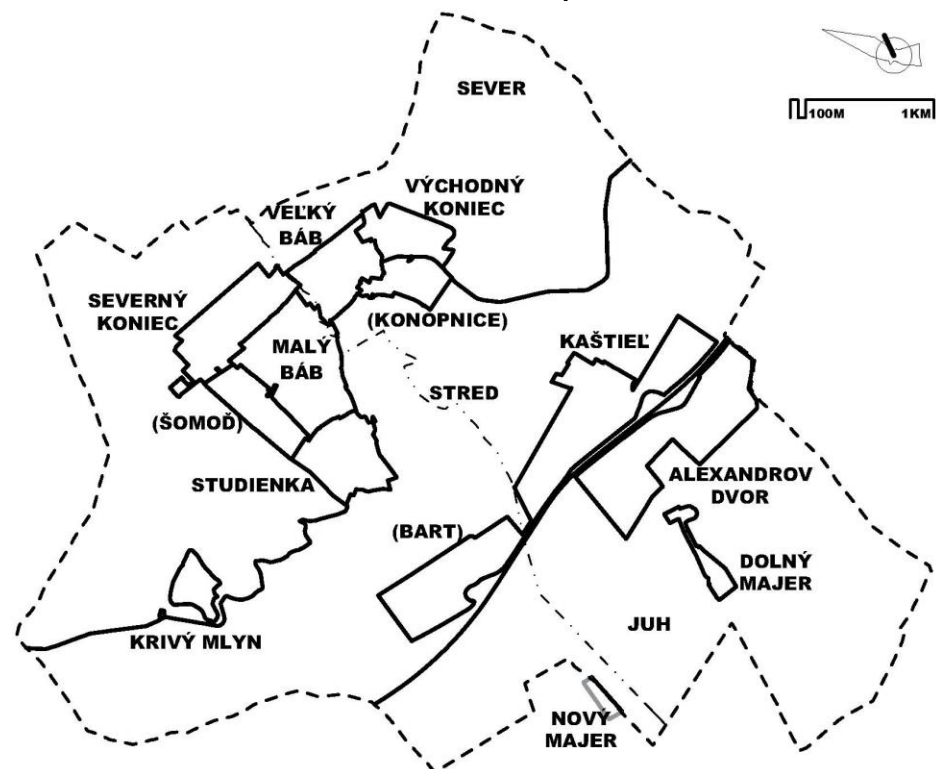 SEVER
100M
1KM
VÝCHODNÝ
KONIEC
VEĽKÝ
BÁB
SEVERNÝ
KONIEC
(KONOPNICE)
MALÝ
BÁB
KAŠTIEĽ
STRED
(ŠOMOĎ)
STUDIENKA
ALEXANDROV
DVOR
(BART)
DOLNÝ
MAJER
JUH
KRIVÝ MLYN
NOVÝ
MAJER